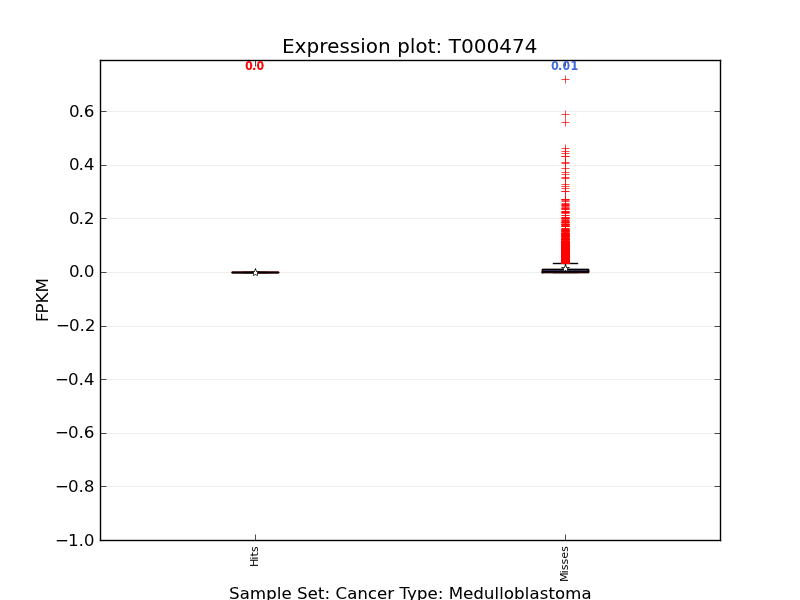 Expression plot: T000474
0.0
0.01
0.6
0.4
0.2
0.0
−0.2
−0.4
−0.6
−0.8
−1.0
FPKM
Hits
Misses
Sample Set: Cancer Type: Medulloblastoma